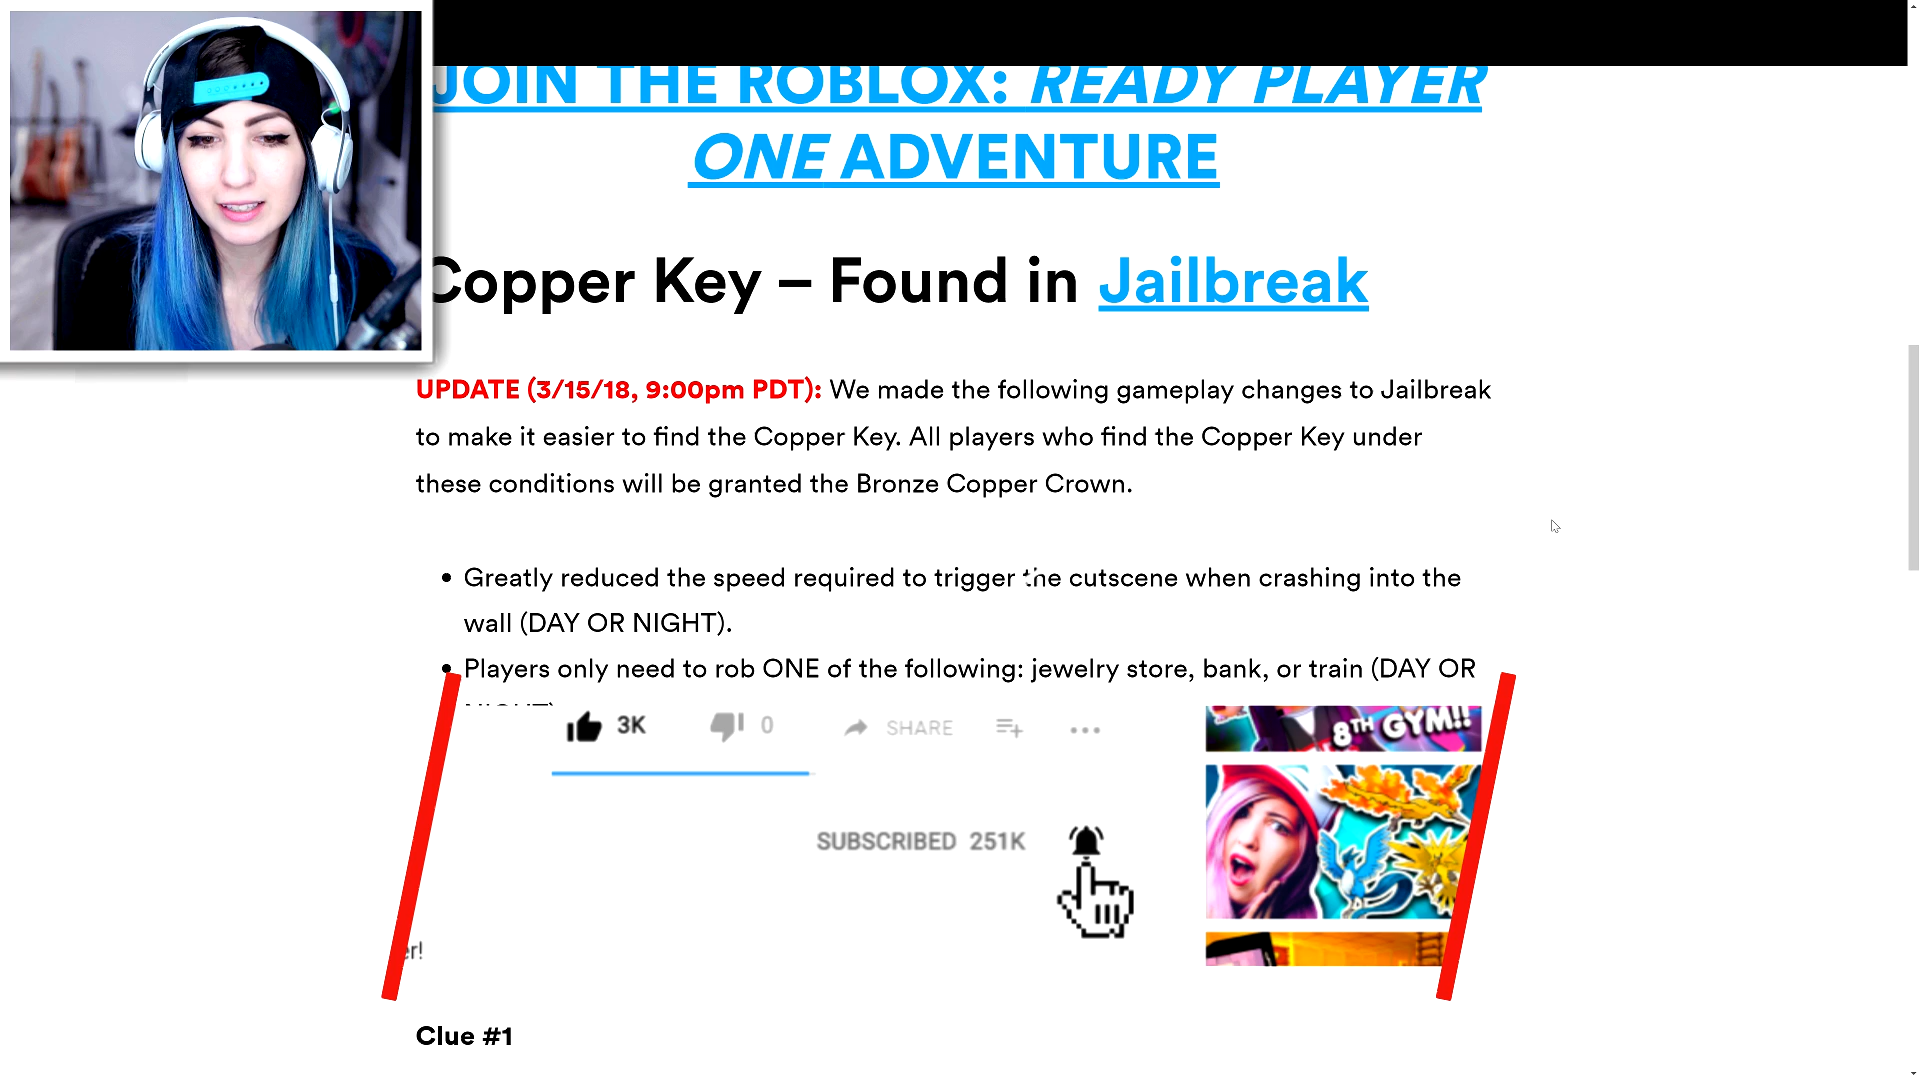 JOIN THE ROBLOX: READY PLAYER
ONE ADVENTURE
Copper Key – Found in Jailbreak
UPDATE (3/15/18, 9:00pm PDT): We made the following gameplay changes to Jailbreak
to make it easier to find the Copper Key. All players who find the Copper Key under
these conditions will be granted the Bronze Copper Crown.
• Greatly reduced the speed required to trigger the cutscene when crashing into the
wall (DAY OR NIGHT).
• Players only need to rob ONE of the following: jewelry store, bank, or train (DAY OR
3K 0 SHARE
8TH GYM!!
SUBSCRIBED 251K
er!
Clue #1